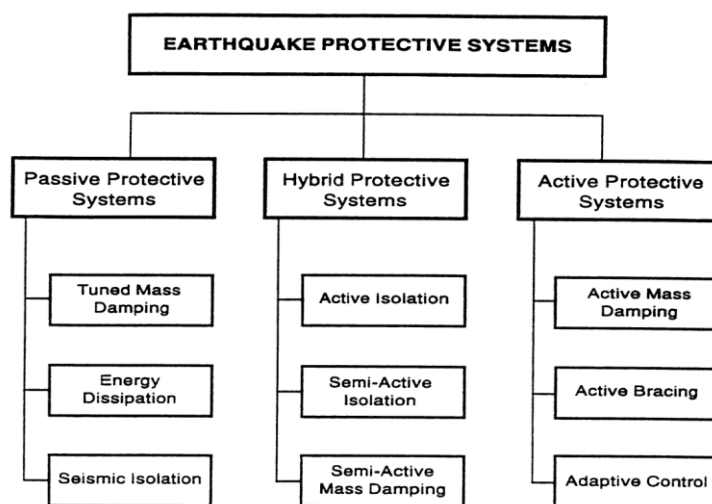 EARTHQUAKE PROTECTIVE SYSTEMS
Passive Protective
Systems
Tuned Mass
Damping
Energy
Dissipation
Seismic Isolation
Hybrid Protective
Systems
Active Isolation
Semi-Active
Isolation
Semi-Active
Mass Damping
Active Protective
Systems
Active Mass
Damping
Active Bracing
Adaptive Control